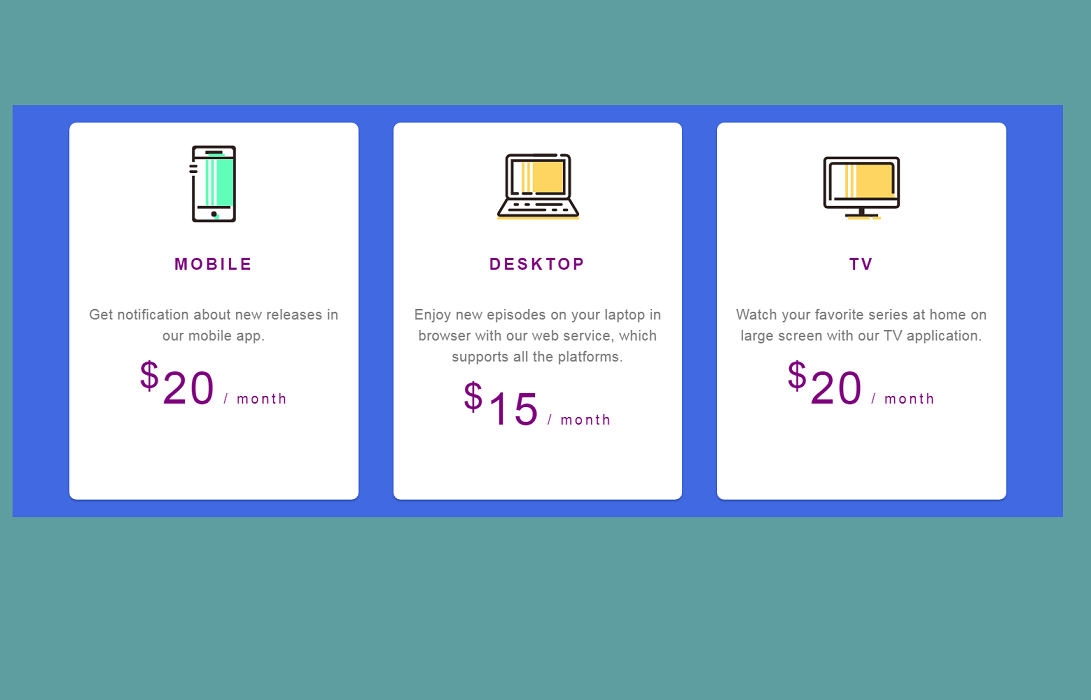 MOBILE
Get notification about new releases in
our mobile app.
$20 / month
DESKTOP
Enjoy new episodes on your laptop in
browser with our web service, which
supports all the platforms.
$15 / month
TV
Watch your favorite series at home on
large screen with our TV application.
$20 / month